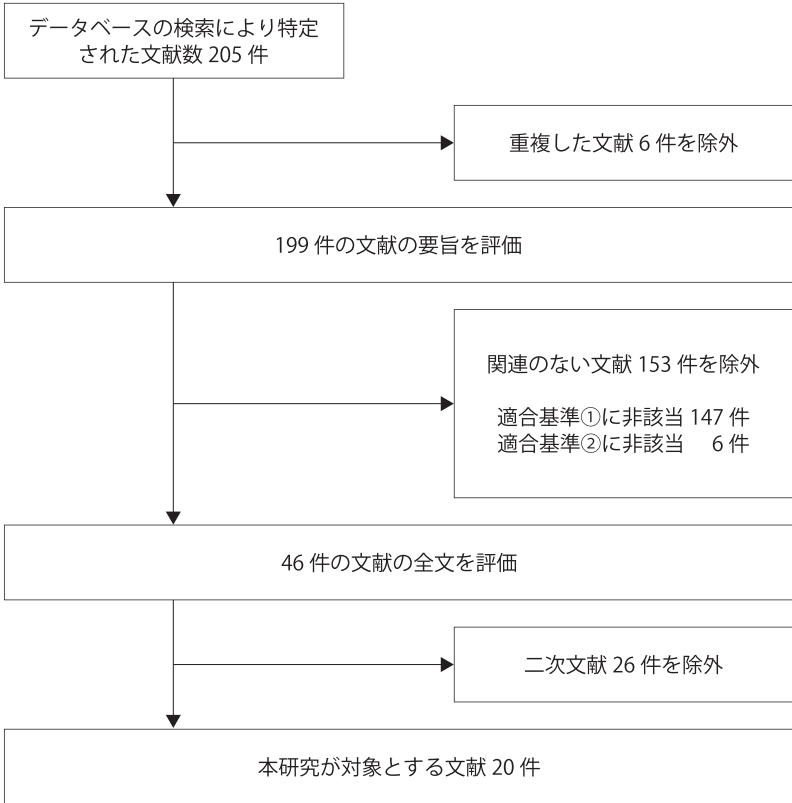 データベースの検索により特定
された文献数 205 件
重複した文献 6 件を除外
199 件の文献の要旨を評価
関連のない文献 153 件を除外
適合基準①に非該当 147 件
適合基準②に非該当 6 件
46 件の文献の全文を評価
二次文献 26 件を除外
本研究が対象とする文献 20 件